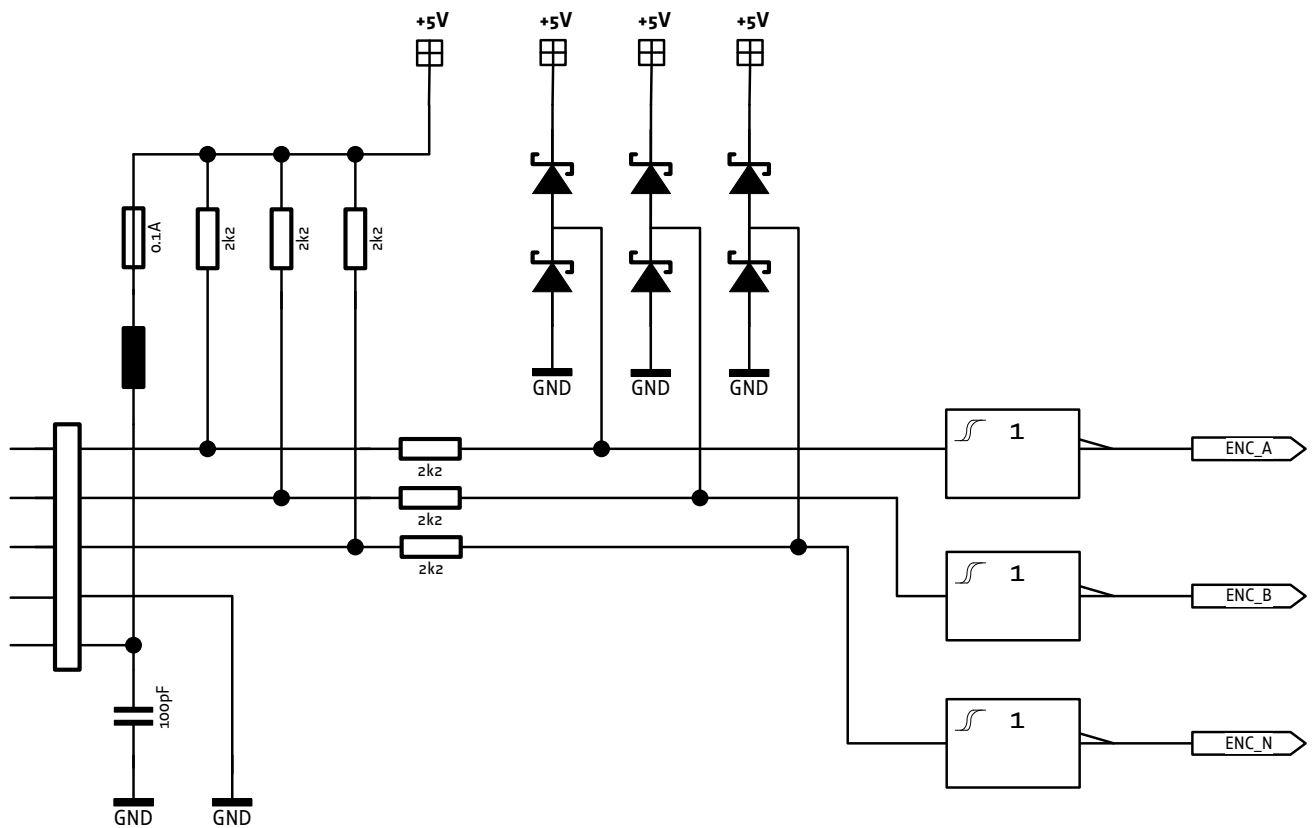 +5V
+5V
+5V
+5V
0.1A
2k2
2k2
2k2
GND
GND
GND
2k2
2k2
2k2
1
ENC_A
1
ENC_B
1
ENC_N
100pF
GND
GND